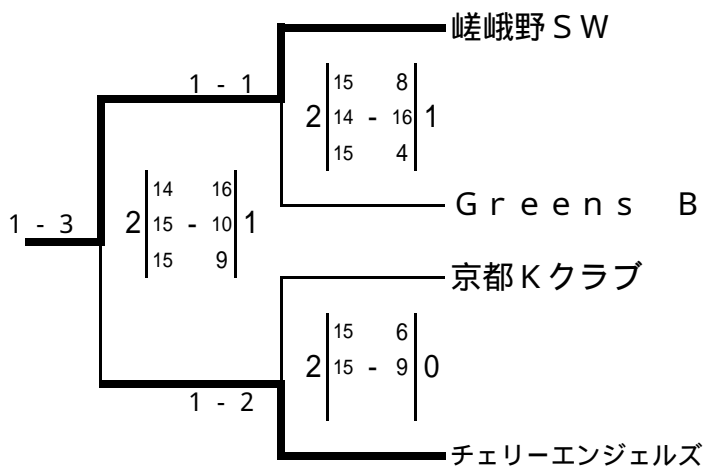 嵯峨野ＳＷ
1 - 1
15 8
2 14 - 16 1
15 4
Ｇｒｅｅｎｓ　Ｂ
14 16
1 - 3
2 15 - 10 1
15 9
京都Ｋクラブ
15 6
2 15 - 9 0
1 - 2
チェリーエンジェルズ